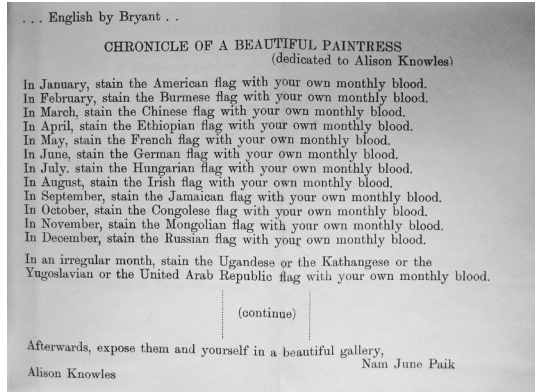 . . . English by Bryant . .
CHRONICLE OF A BEAUTIFUL PAINTRESS
(dedicated to Alison Knowles)
In January, stain the American flag with your own monthly blood.
In February, stain the Burmese flag with your own monthly blood.
In March, stain the Chinese flag with your own monthly blood.
In April, stain the Ethiopian flag with your own monthly blood.
In May, stain the French flag with your own monthly blood.
In June, stain the German flag with your own monthly blood.
In July. stain the Hungarian flag with your own monthly blood.
In August, stain the Irish flag with your own monthly blood.
In September, stain the Jamaican flag with your own monthly blood.
In October, stain the Congolese flag with your own monthly blood.
In November, stain the Mongolian flag with your own monthly blood.
In December, stain the Russian flag with your own monthly blood.
In an irregular month, stain the Ugandese or the Kathangese or the
Yugoslavian or the United Arab Republic flag with your own monthly blood.
(continue)
Afterwards, expose them and yourself in a beautiful gallery,
Nam June Paik
Alison Knowles